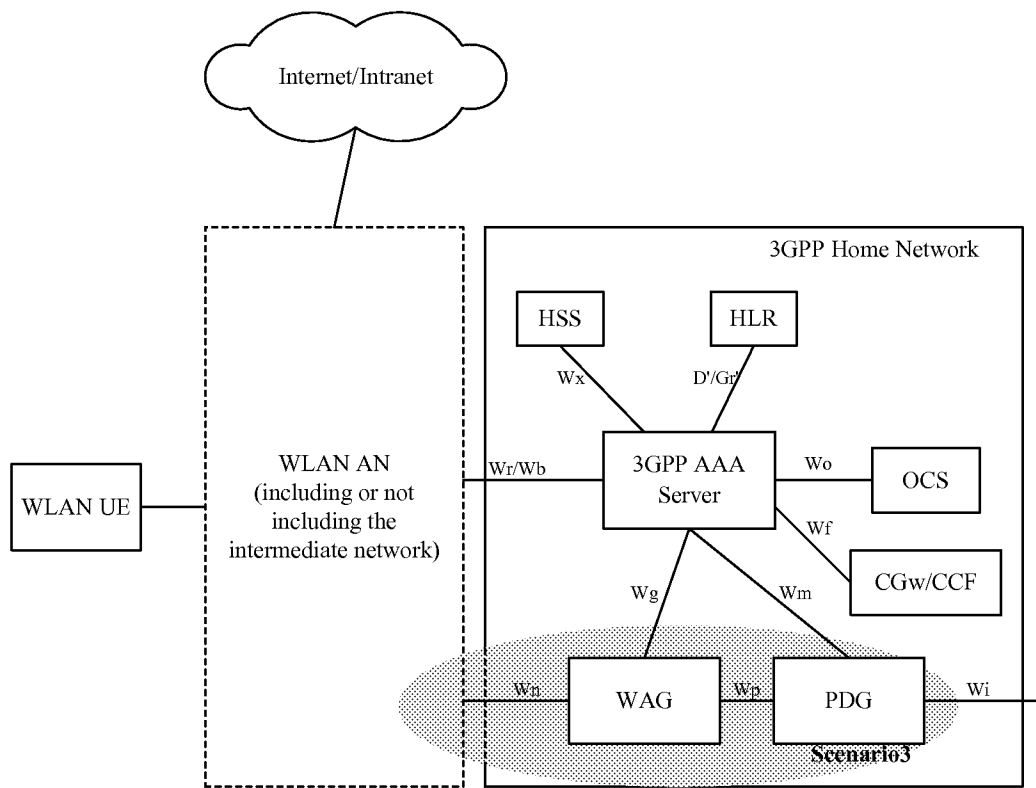 Internet/Intranet
3GPP Home Network
HSS
HLR
Wx
D'/Gr'
WLAN UE
WLAN AN
(including or not
including the
intermediate network)
Wr/Wb
3GPP AAA
Server
Wo
OCS
Wf
CGw/CCF
Wg
Wm
Wn
WAG
Wp
PDG
Wi
Scenario3